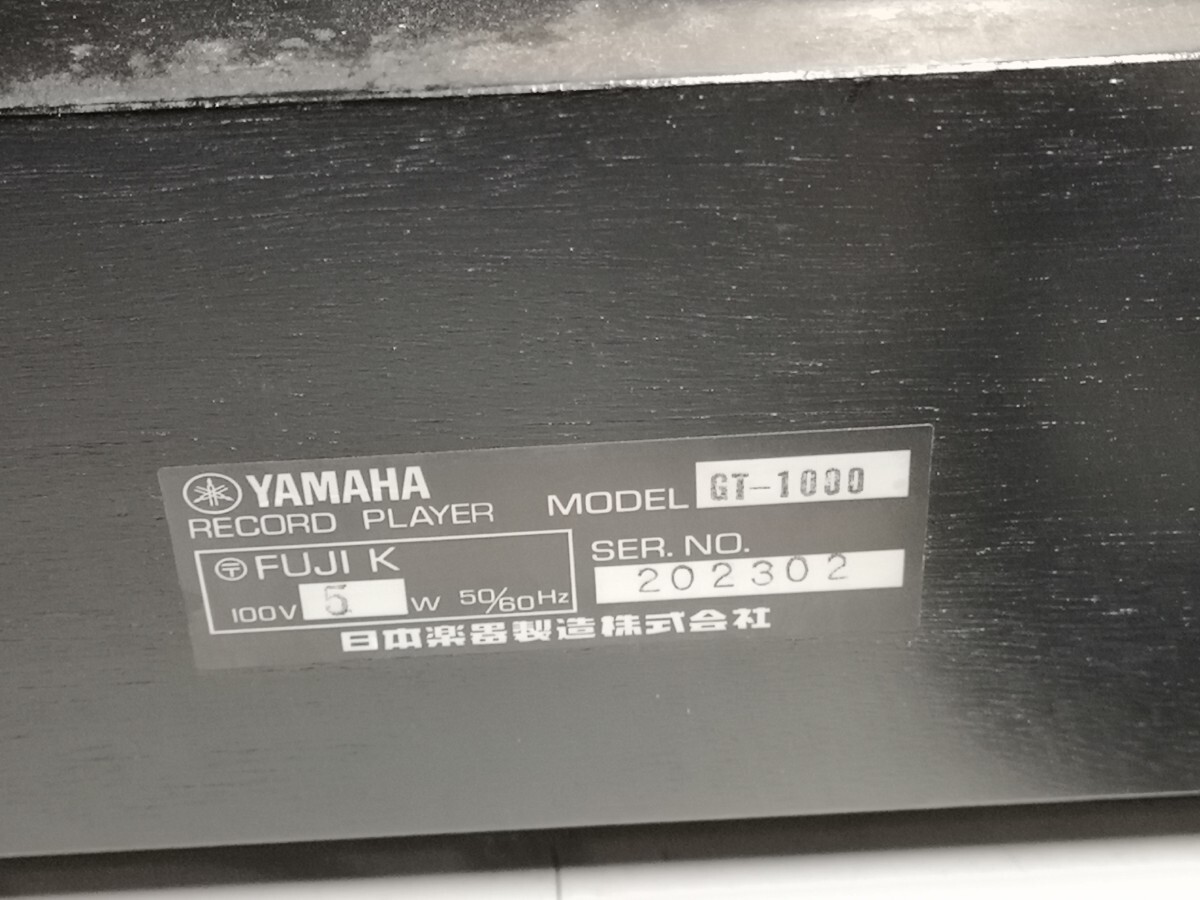 YAMAHA
RECORD PLAYER
MODEL GT-1000
〒 FUJI K
100V 5 W 50/60Hz
SER. NO.
202302
日本楽器製造株式会社